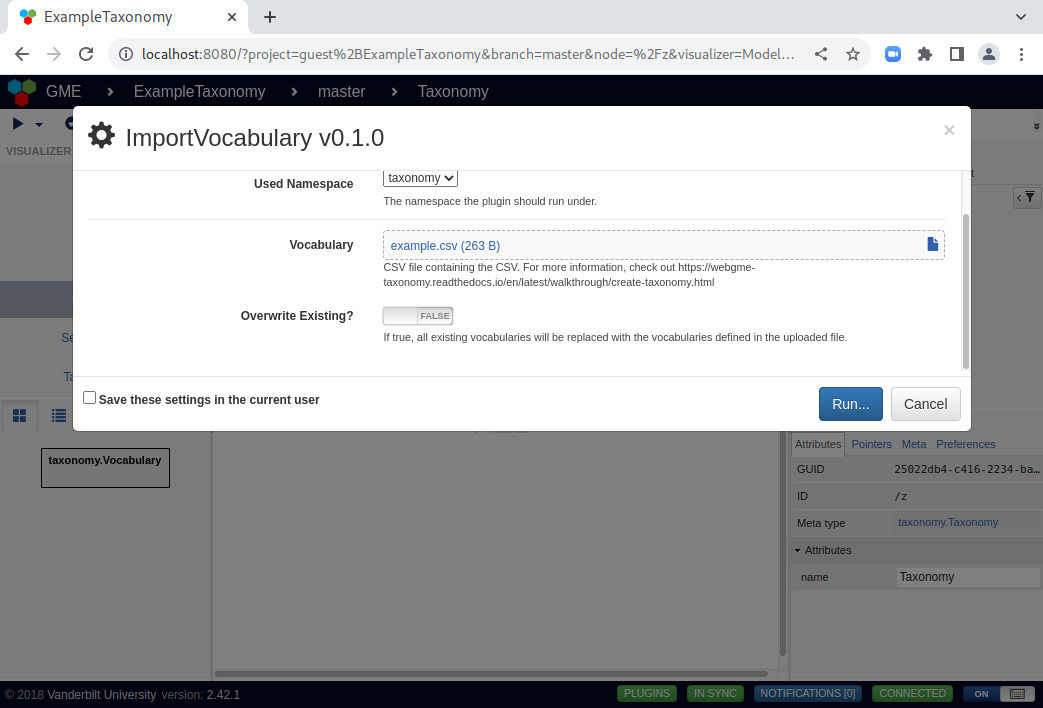 ExampleTaxonomy
localhost:8080/?project=guest%2BExampleTaxonomy&branch=master&node=%2Fz&visualizer=Model...
GME
ExampleTaxonomy
master
Taxonomy
VISUALIZER
ImportVocabulary v0.1.0
Used Namespace
taxonomy
The namespace the plugin should run under.
Vocabulary
example.csv (263 B)
CSV file containing the CSV. For more information, check out https://webgme-
taxonomy.readthedocs.io/en/latest/walkthrough/create-taxonomy.html
Overwrite Existing?
FALSE
If true, all existing vocabularies will be replaced with the vocabularies defined in the uploaded file.
Save these settings in the current user
Run...
Cancel
Se
Ta
taxonomy.Vocabulary
Attributes Pointers Meta Preferences
GUID 25022db4-c416-2234-ba...
ID /z
Meta type taxonomy.Taxonomy
Attributes
name Taxonomy
© 2018 Vanderbilt University version: 2.42.1
PLUGINS
IN SYNC
NOTIFICATIONS [0]
CONNECTED
ON